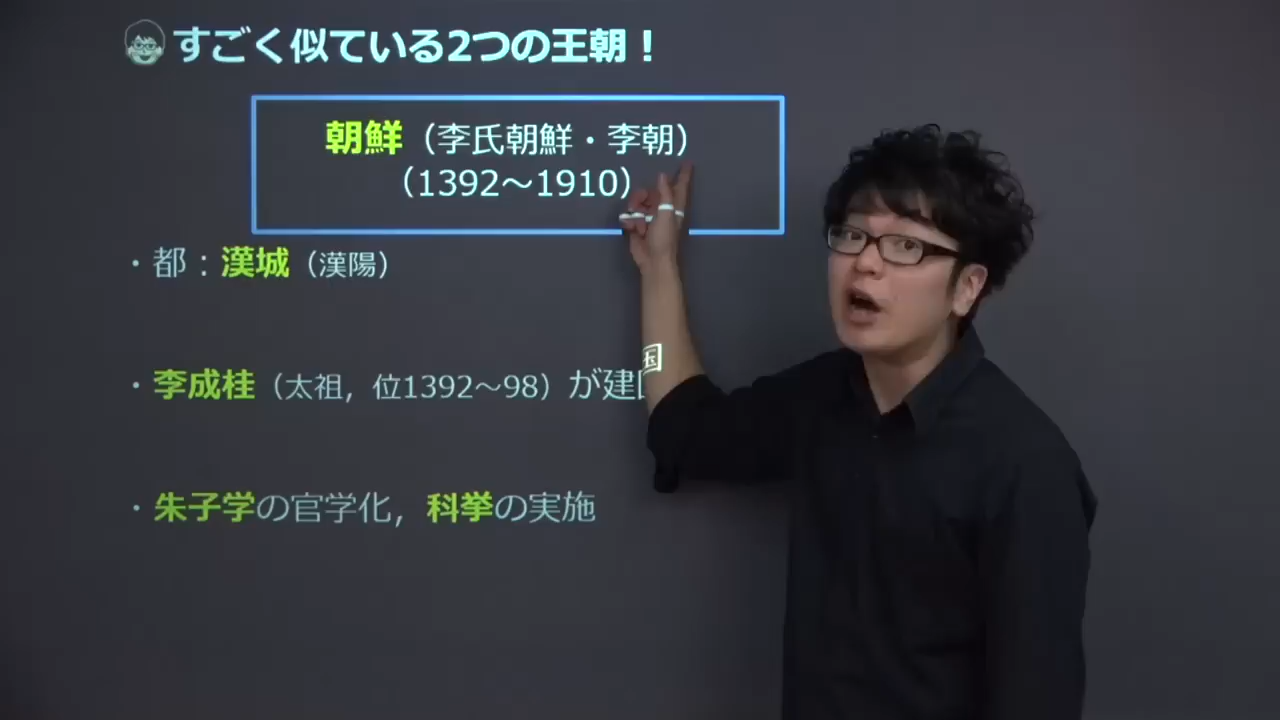 すごく似ている2つの王朝！
朝鮮（李氏朝鮮・李朝）
（1392～1910）
・都：漢城（漢陽）
・李成桂（太祖，位1392～98）が建国
・朱子学の官学化，科挙の実施